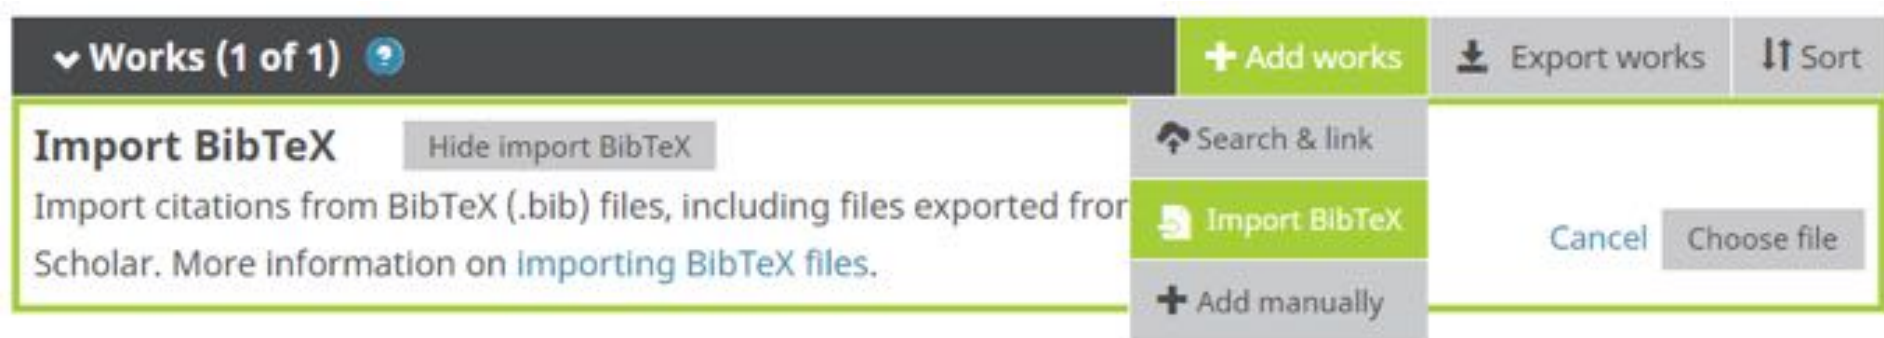 Works (1 of 1) ? Add works Export works Sort
Import BibTeX Hide import BibTeX Search & link
Import citations from BibTeX (.bib) files, including files exported Import BibTeX Cancel Choose file
Scholar. More information on importing BibTeX files.
Add manually